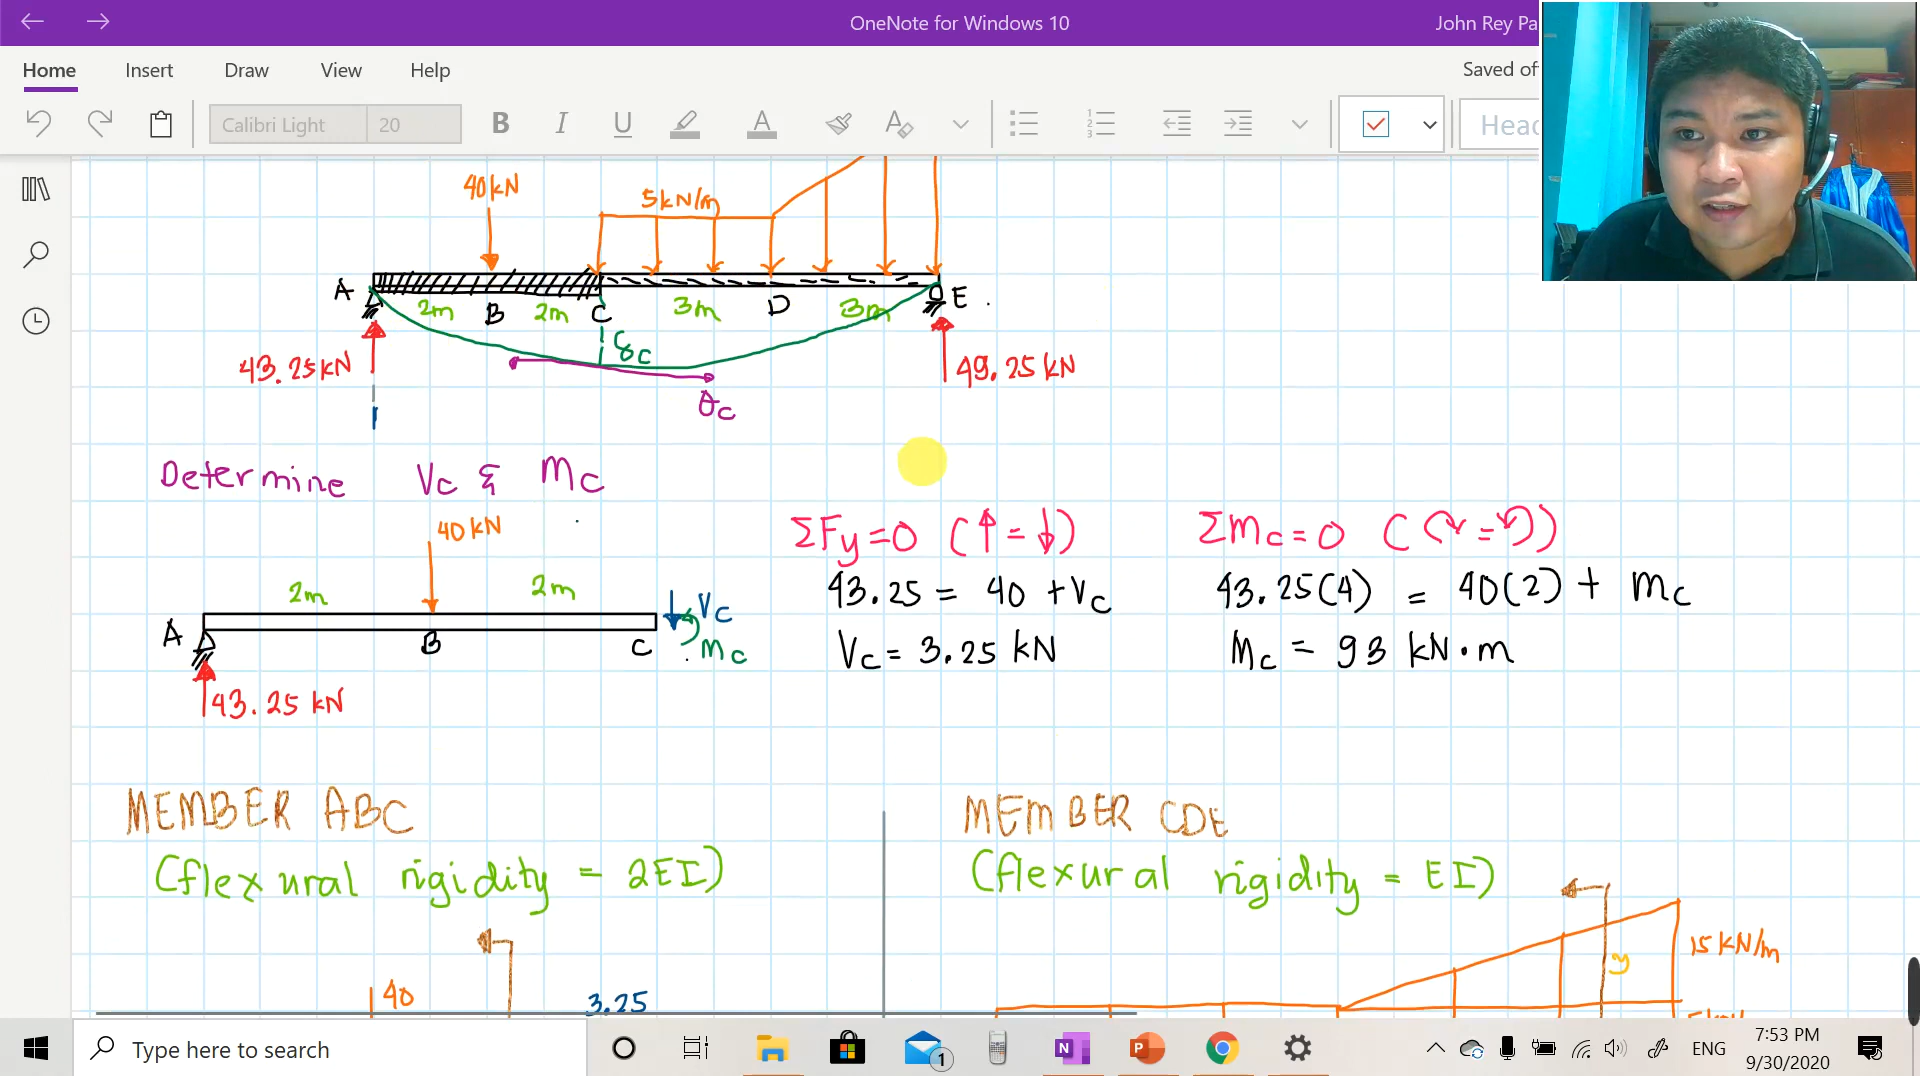 OneNote for Windows 10
John Rey Pa
Home Insert Draw View Help
Saved of
Calibri Light 20
B I U A
Head
40 kN
5 kN/m
A 2m B 2m C 3m D 3m E
δc
43.25 kN
49.25 kN
θc
Determine Vc & Mc
40 kN
ΣFy=0 (↑=↓)
ΣMc=0 (↷=↶)
2m 2m
Vc
43.25 = 40 + Vc
43.25(4) = 40(2) + Mc
A B C Mc
Vc = 3.25 kN
Mc = 93 kN·m
43.25 kN
MEMBER ABC
MEMBER CDE
(flexural rigidity = 2EI)
(flexural rigidity = EI)
15 kN/m
y
40
3.25
Type here to search
1
ENG
7:53 PM
9/30/2020